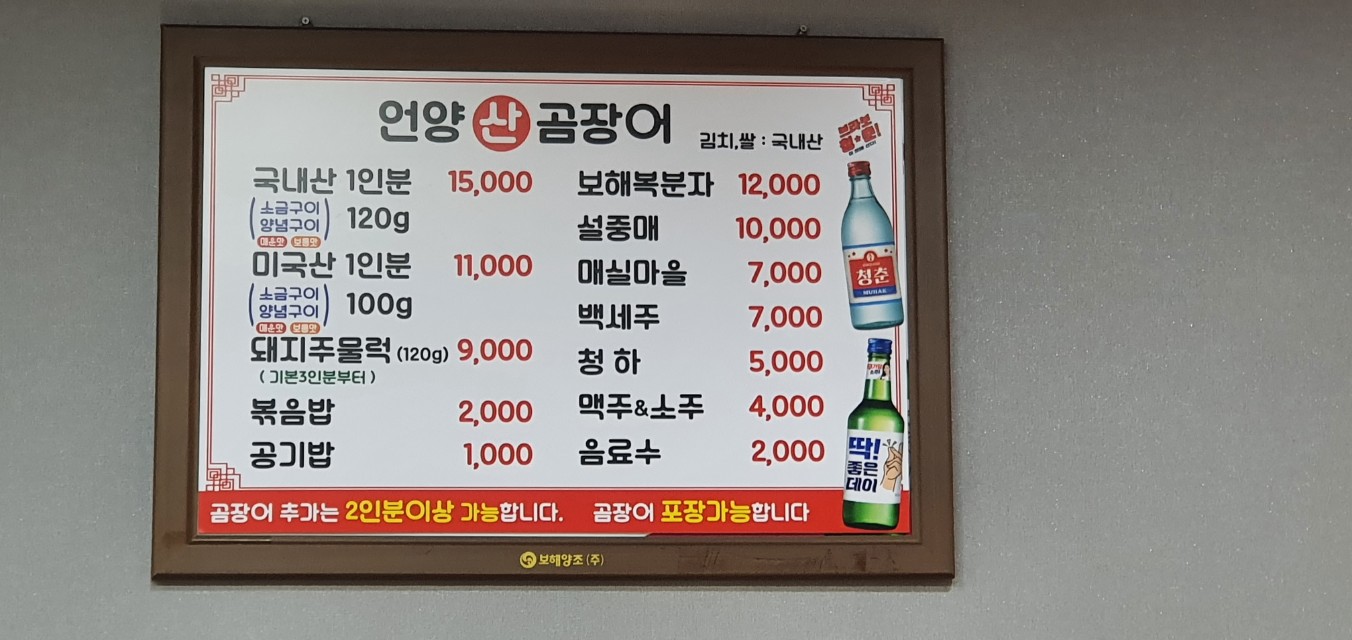 언양 산 곰장어
김치,쌀 : 국내산
국내산 1인분 15,000
(소금구이 양념구이) 120g
매운맛 보통맛
미국산 1인분 11,000
(소금구이 양념구이) 100g
매운맛 보통맛
돼지주물럭 (120g) 9,000
( 기본3인분부터 )
볶음밥 2,000
공기밥 1,000
보해복분자 12,000
설중매 10,000
매실마을 7,000
백세주 7,000
청 하 5,000
맥주&소주 4,000
음료수 2,000
브라보
청춘!
청춘
MUHAK
딱!
좋은
데이
곰장어 추가는 2인분이상 가능합니다. 곰장어 포장가능합니다
보해양조(주)